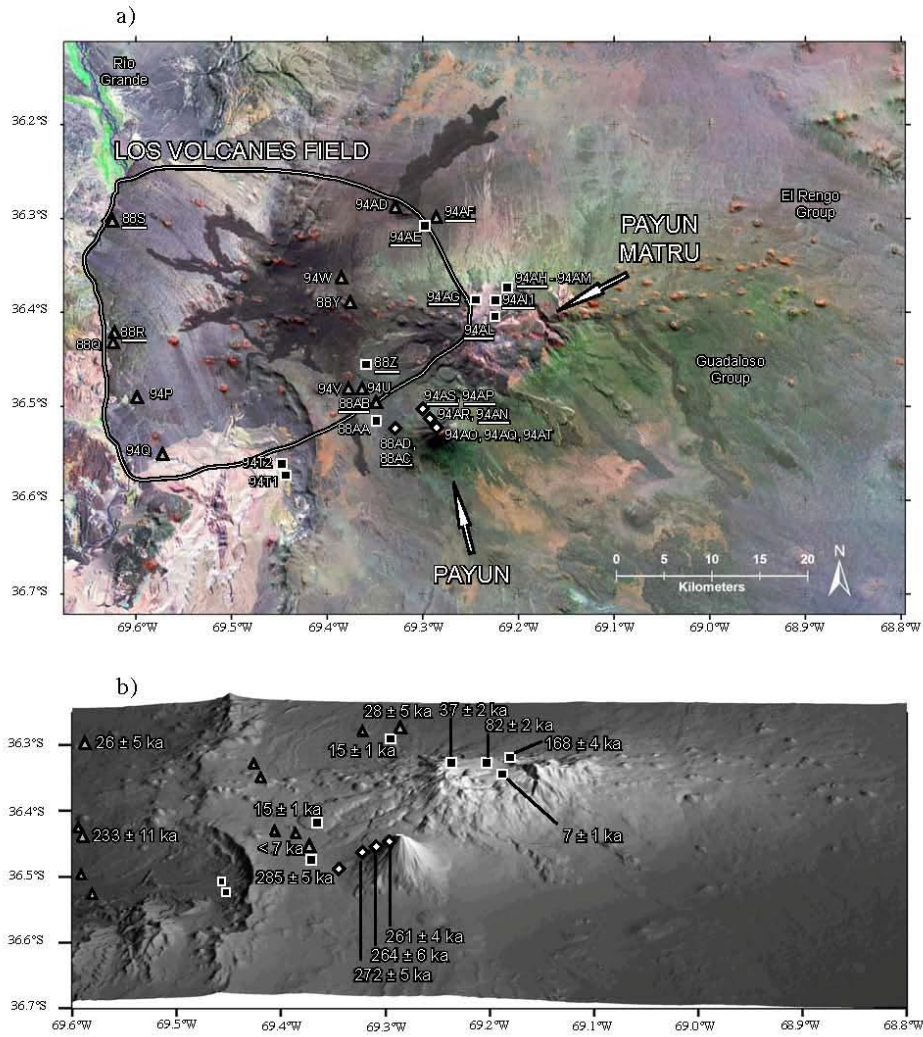 a)
Río
Grande
36.2°S
LOS VOLCANES FIELD
El Rengo
Group
94AD
94AF
88S
36.3°S
94AE
PAYUN
MATRU
94W
94AH - 94AM
88Y
94AG
94AI1
36.4°S
88R
94AL
88Q
Guadaloso
Group
88Z
94P
94V
94U
94AS, 94AP
88AB
94AR, 94AN
36.5°S
88AA
94AO, 94AQ, 94AT
94Q
88AD,
88AC
94T2
94T1
36.6°S
PAYUN
0 5 10 20
Kilometers
N
36.7°S
69.6°W 69.5°W 69.4°W 69.3°W 69.2°W 69.1°W 69.0°W 68.9°W 68.8°W
b)
28 ± 5 ka
37 ± 2 ka
82 ± 2 ka
36.3°S
26 ± 5 ka
15 ± 1 ka
168 ± 4 ka
36.4°S
15 ± 1 ka
233 ± 11 ka
7 ± 1 ka
< 7 ka
36.5°S
285 ± 5 ka
261 ± 4 ka
36.6°S
264 ± 6 ka
272 ± 5 ka
36.7°S
69.6°W 69.5°W 69.4°W 69.3°W 69.2°W 69.1°W 69.0°W 68.9°W 68.8°W